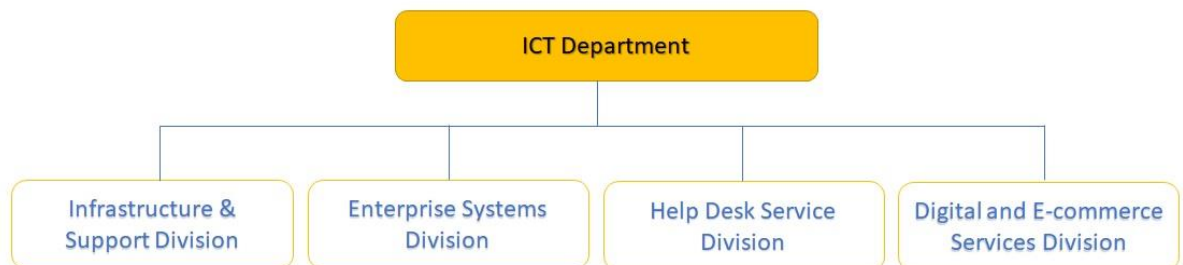 ICT Department
Infrastructure &
Support Division
Enterprise Systems
Division
Help Desk Service
Division
Digital and E-commerce
Services Division